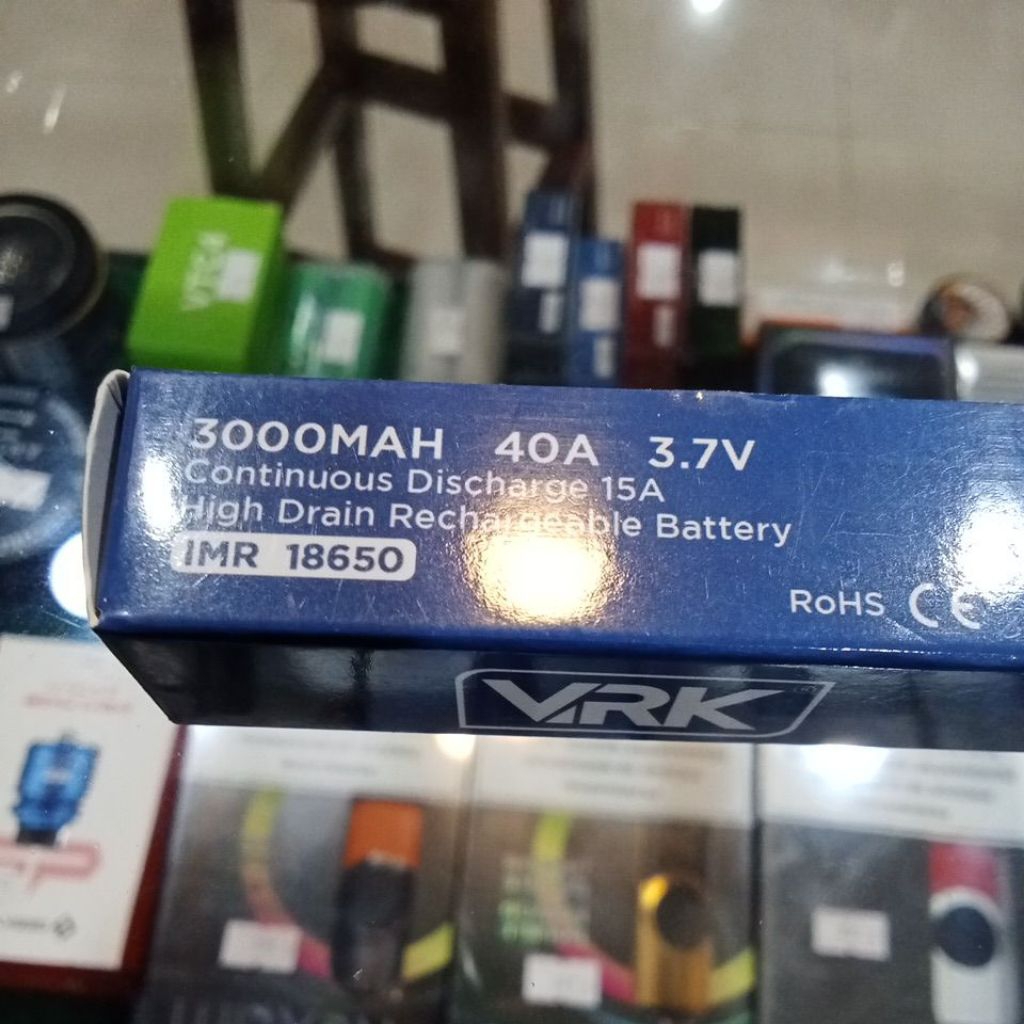 3000MAH 40A 3.7V
Continuous Discharge 15A
High Drain Rechargeable Battery
IMR 18650
RoHS CE
VRK